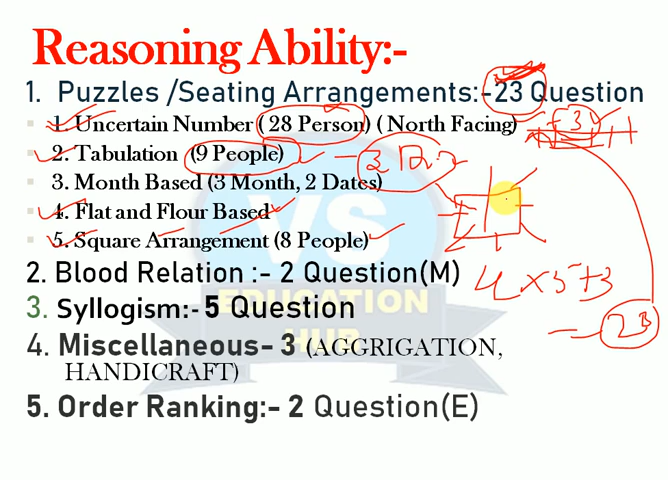 Reasoning Ability:-
1. Puzzles /Seating Arrangements:-23 Question
1. Uncertain Number ( 28 Person) ( North Facing)
2. Tabulation (9 People)
3. Month Based (3 Month, 2 Dates)
4. Flat and Flour Based
5. Square Arrangement (8 People)
4 x 5 + 3
23
2. Blood Relation :- 2 Question(M)
3. Syllogism:- 5 Question
4. Miscellaneous- 3 (AGGRIGATION,
HANDICRAFT)
5. Order Ranking:- 2 Question(E)
VS
EDUCATION
HUB